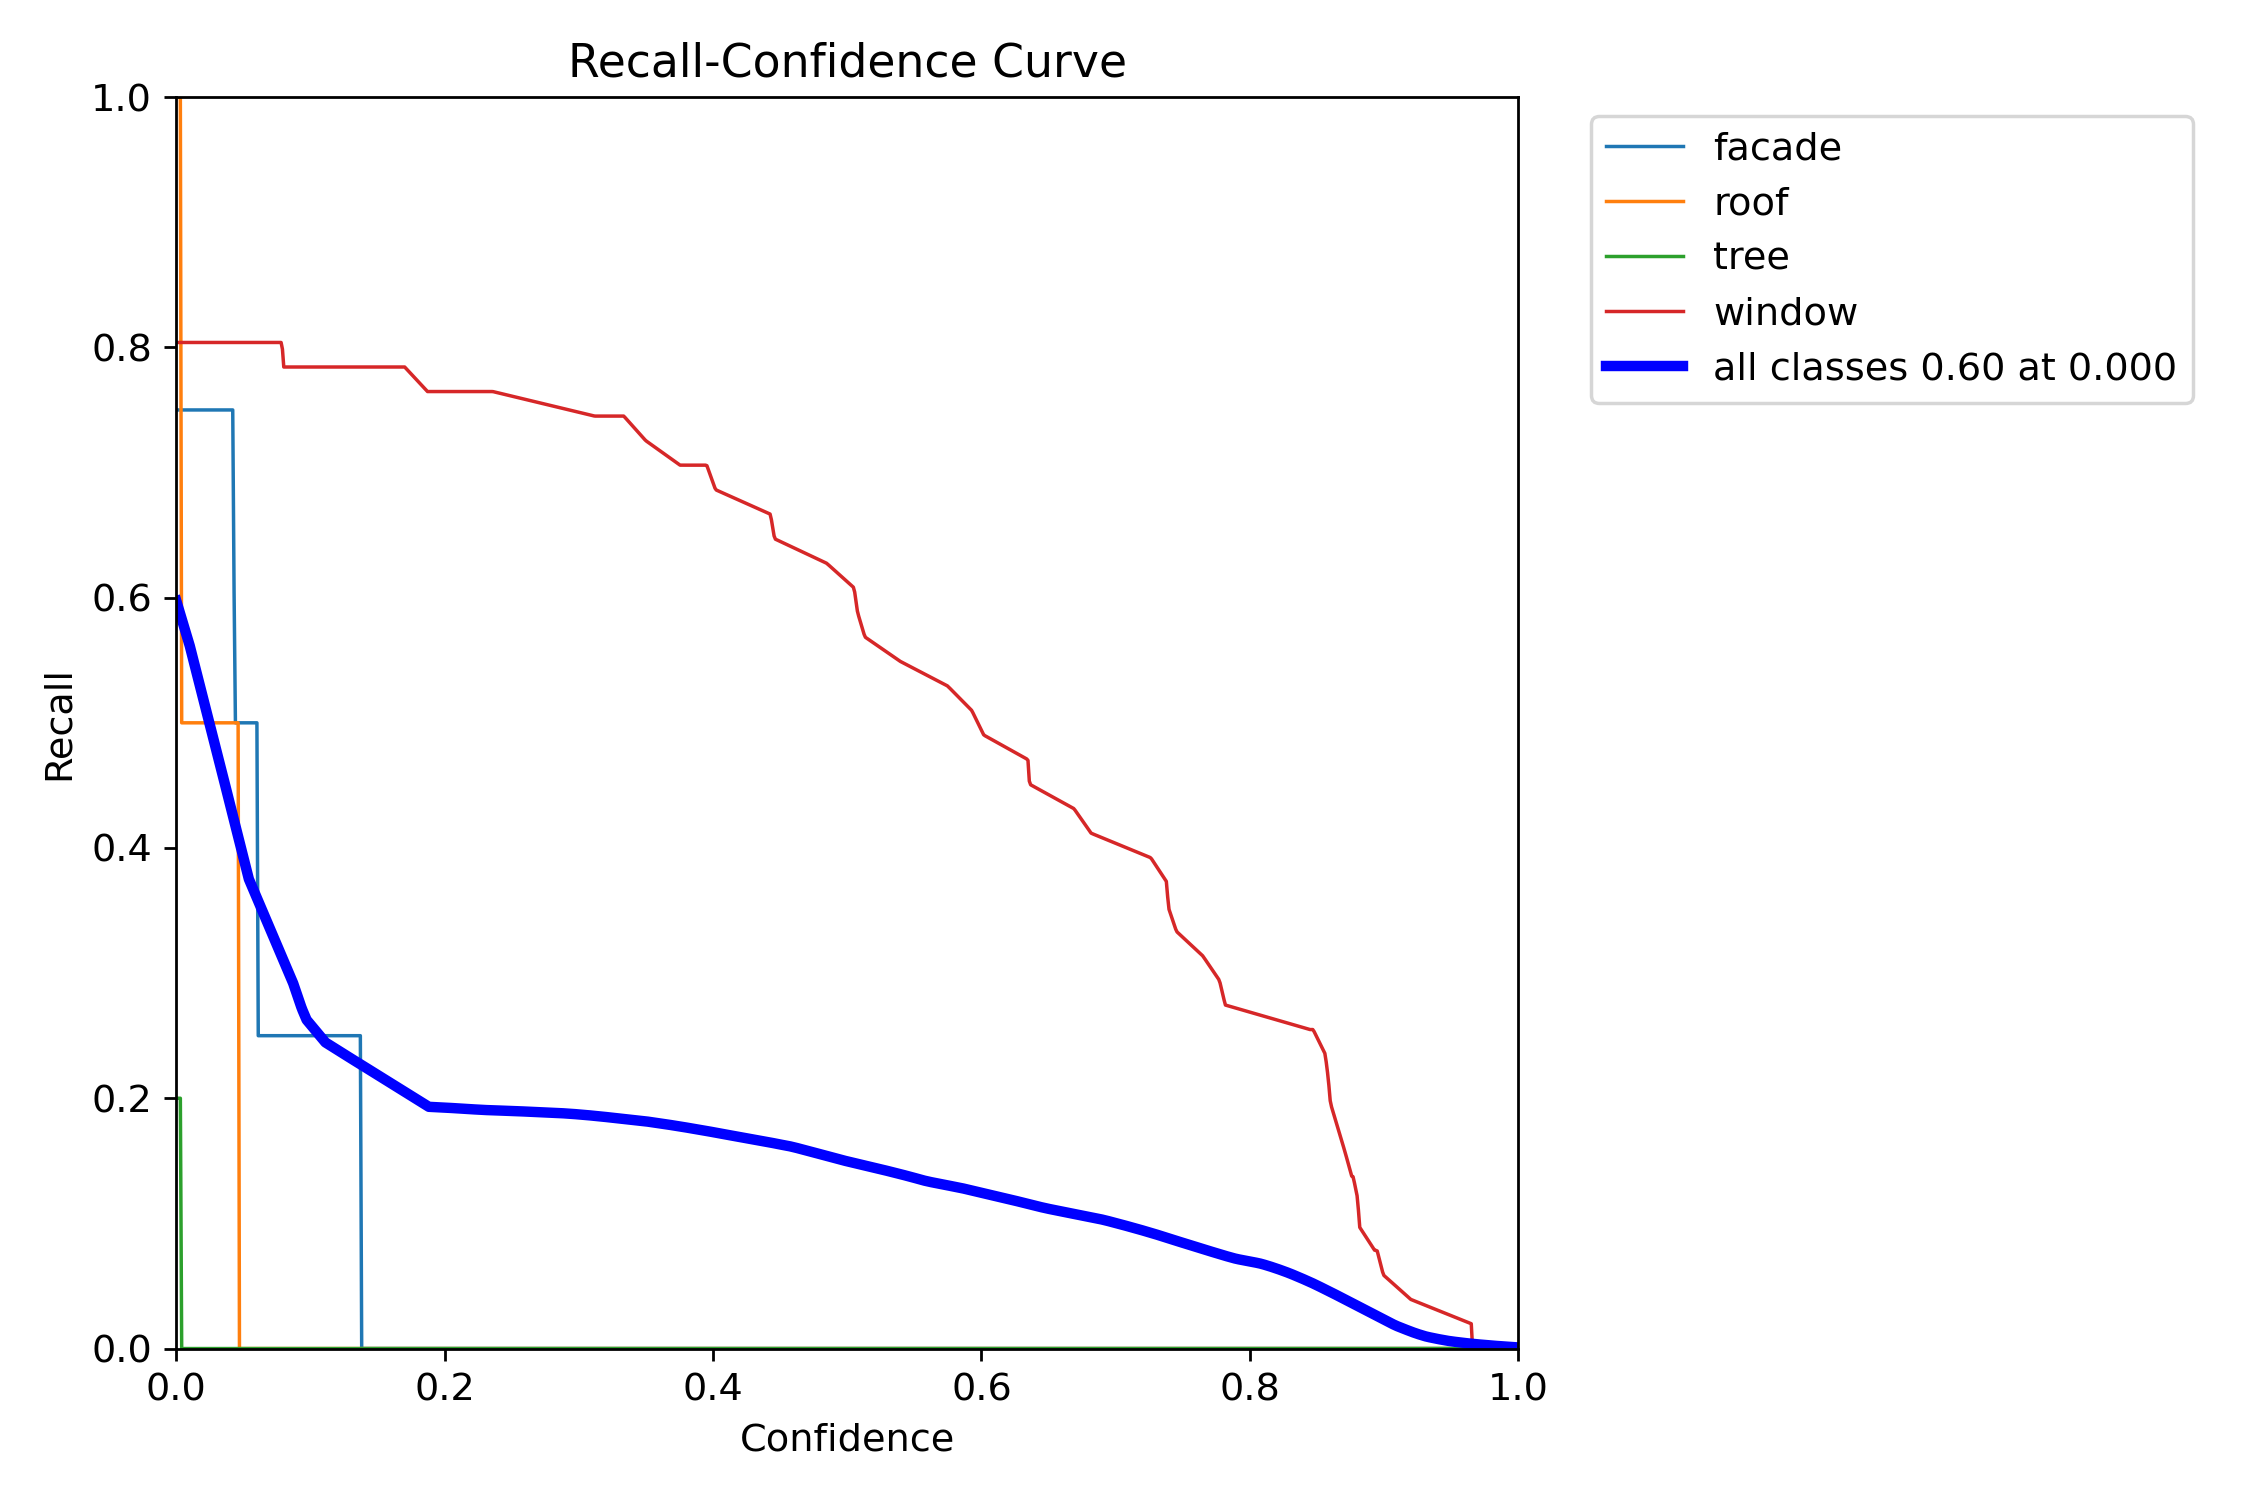 Recall-Confidence Curve
1.0
0.8
0.6
0.4
0.2
0.0
Recall
0.0 0.2 0.4 0.6 0.8 1.0
Confidence
facade
roof
tree
window
all classes 0.60 at 0.000